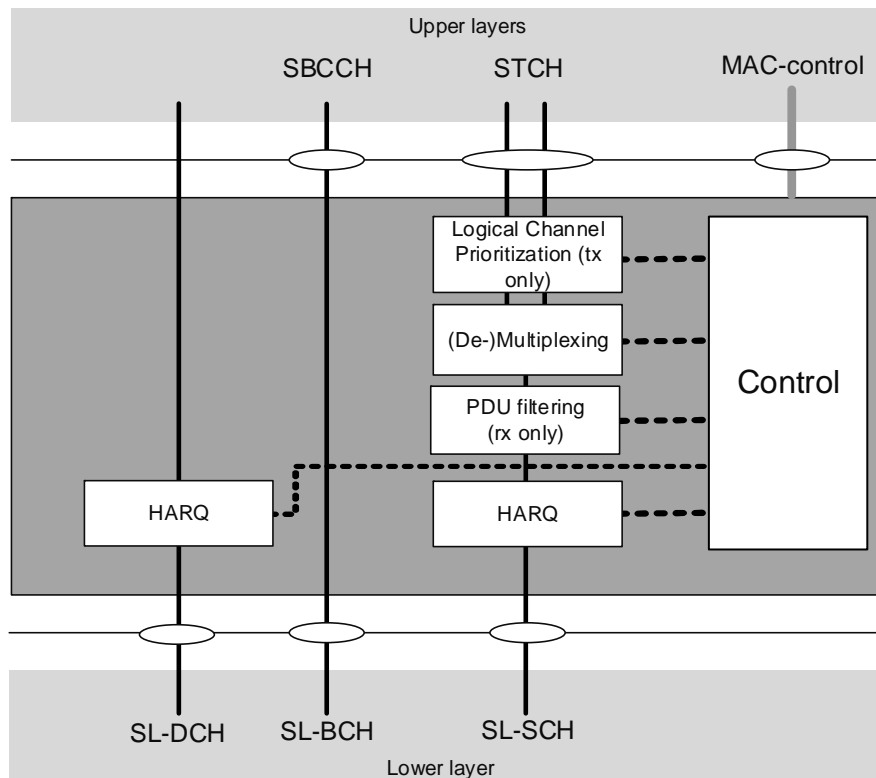 Upper layers
SBCCH
STCH
MAC-control
Logical Channel
Prioritization (tx
only)
(De-)Multiplexing
PDU filtering
(rx only)
Control
HARQ
HARQ
SL-DCH
SL-BCH
SL-SCH
Lower layer